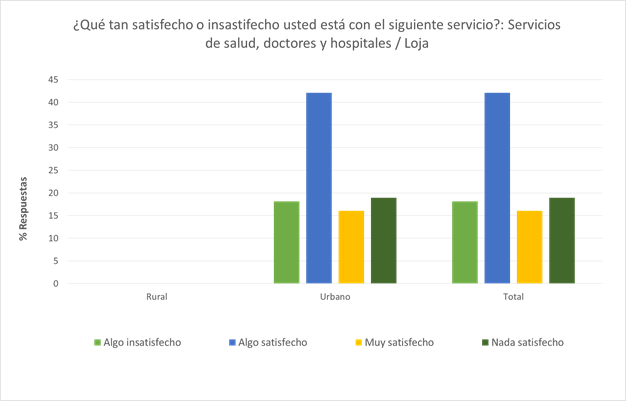 ¿Qué tan satisfecho o insastifecho usted está con el siguiente servicio?: Servicios
de salud, doctores y hospitales / Loja
45
40
35
30
25
20
15
10
5
0
% Respuestas
Rural Urbano Total
Algo insatisfecho Algo satisfecho Muy satisfecho Nada satisfecho